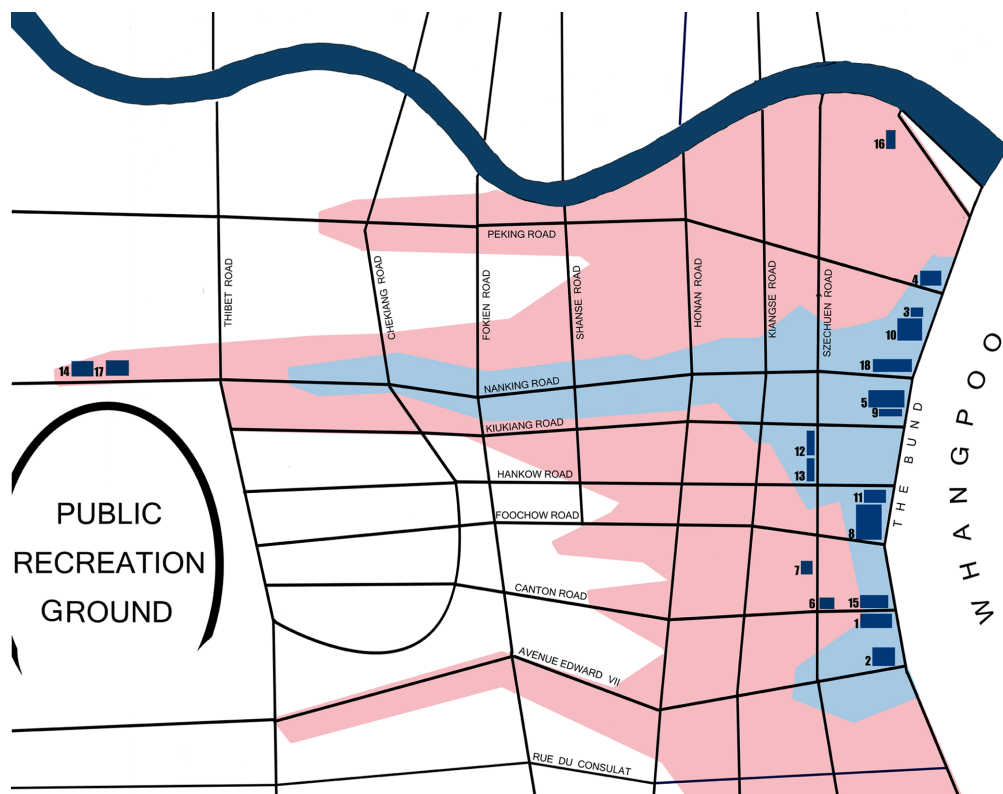 16
PEKING ROAD
THIBET ROAD
CHEKIANG ROAD
FOKIEN ROAD
SHANSE ROAD
HONAN ROAD
KIANGSE ROAD
SZECHUEN ROAD
4
3
10
18
14
17
NANKING ROAD
5
9
KIUKIANG ROAD
12
13
HANKOW ROAD
THE BUND
WHANGPOO
11
8
FOOCHOW ROAD
PUBLIC
RECREATION
GROUND
7
CANTON ROAD
6
15
1
2
AVENUE EDWARD VII
RUE DU CONSULAT